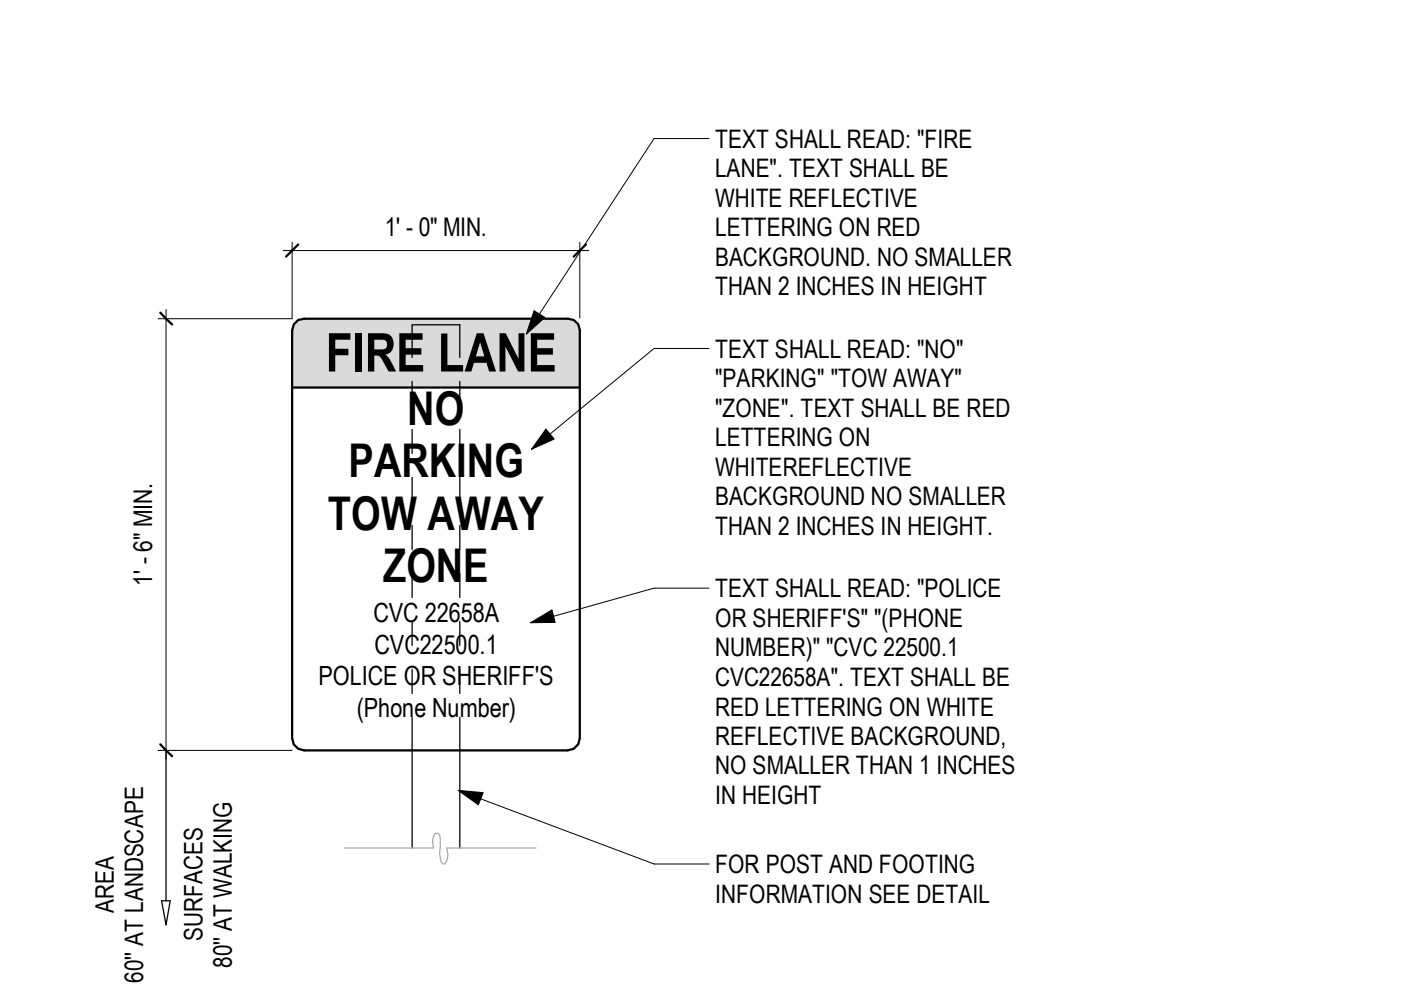 1' - 0" MIN.
1' - 6" MIN.
FIRE LANE
NO
PARKING
TOW AWAY
ZONE
CVC 22658A
CVC22500.1
POLICE OR SHERIFF'S
(Phone Number)
AREA
60" AT LANDSCAPE
SURFACES
80" AT WALKING
TEXT SHALL READ: "FIRE
LANE". TEXT SHALL BE
WHITE REFLECTIVE
LETTERING ON RED
BACKGROUND. NO SMALLER
THAN 2 INCHES IN HEIGHT
TEXT SHALL READ: "NO"
"PARKING" "TOW AWAY"
"ZONE". TEXT SHALL BE RED
LETTERING ON
WHITEREFLECTIVE
BACKGROUND NO SMALLER
THAN 2 INCHES IN HEIGHT.
TEXT SHALL READ: "POLICE
OR SHERIFF'S" "(PHONE
NUMBER)" "CVC 22500.1
CVC22658A". TEXT SHALL BE
RED LETTERING ON WHITE
REFLECTIVE BACKGROUND,
NO SMALLER THAN 1 INCHES
IN HEIGHT
FOR POST AND FOOTING
INFORMATION SEE DETAIL